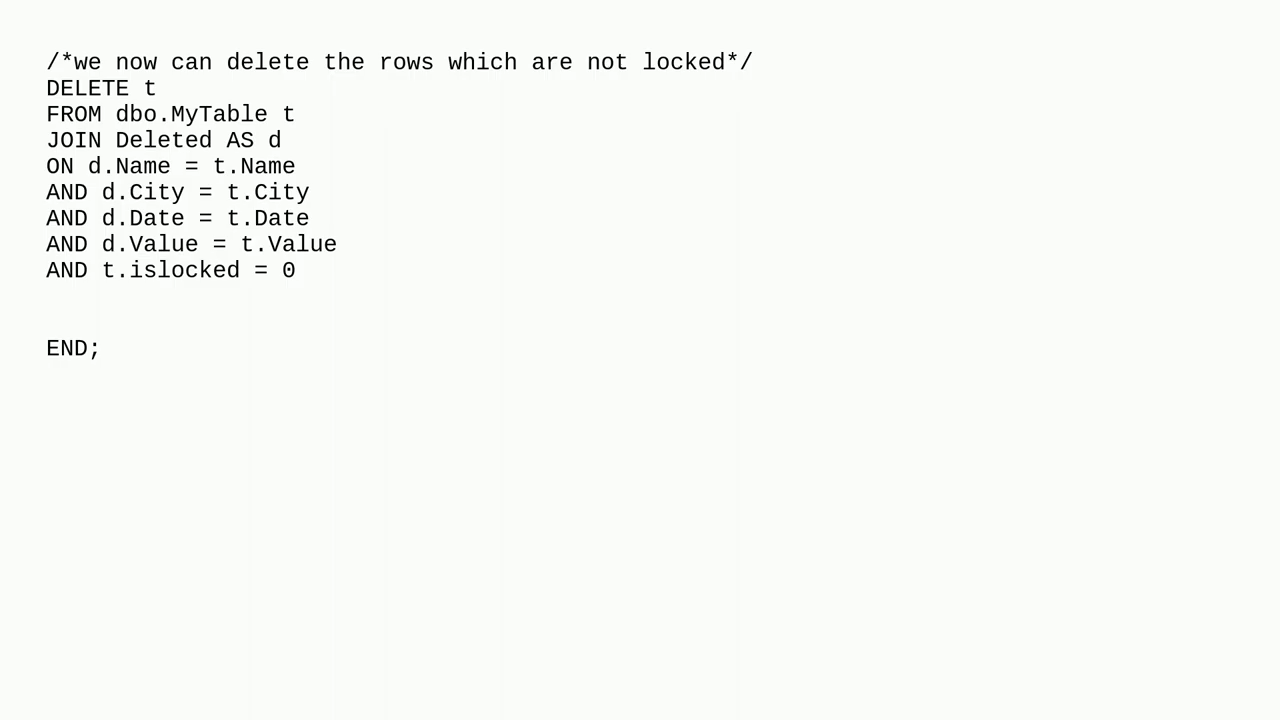 /*we now can delete the rows which are not locked*/
DELETE t
FROM dbo.MyTable t
JOIN Deleted AS d
ON d.Name = t.Name
AND d.City = t.City
AND d.Date = t.Date
AND d.Value = t.Value
AND t.islocked = 0
END;